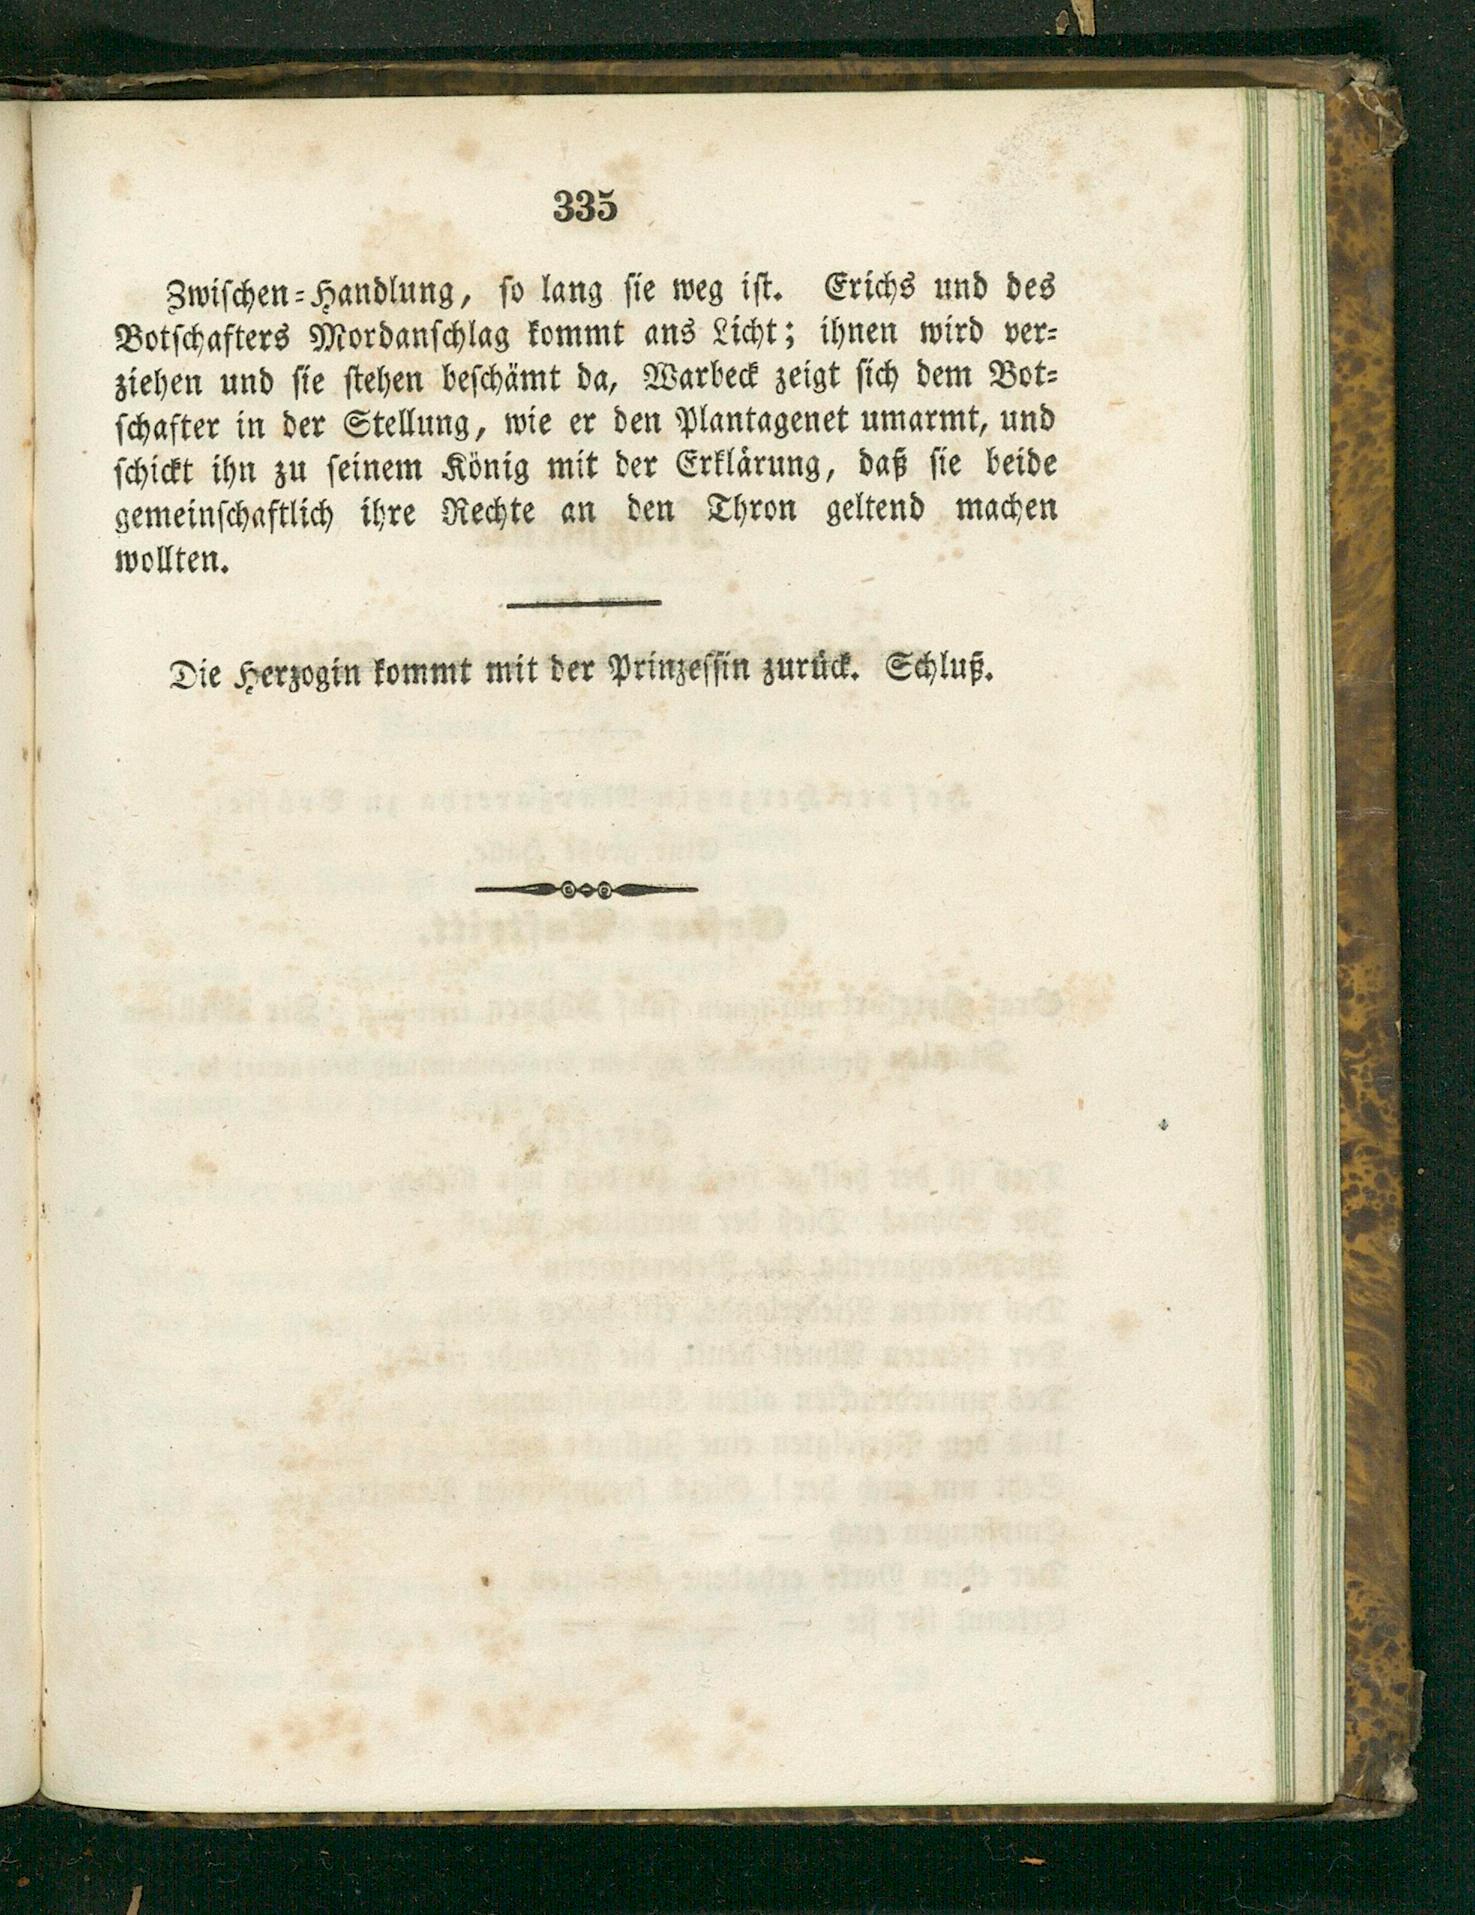 335
Zwischen-Handlung, so lang sie weg ist. Erichs und des
Botschafters Mordanschlag kommt ans Licht; ihnen wird ver-
ziehen und sie stehen beschämt da, Warbeck zeigt sich dem Bot-
schafter in der Stellung, wie er den Plantagenet umarmt, und
schickt ihn zu seinem König mit der Erklärung, daß sie beide
gemeinschaftlich ihre Rechte an den Thron geltend machen
wollten.
Die Herzogin kommt mit der Prinzessin zurück. Schluß.